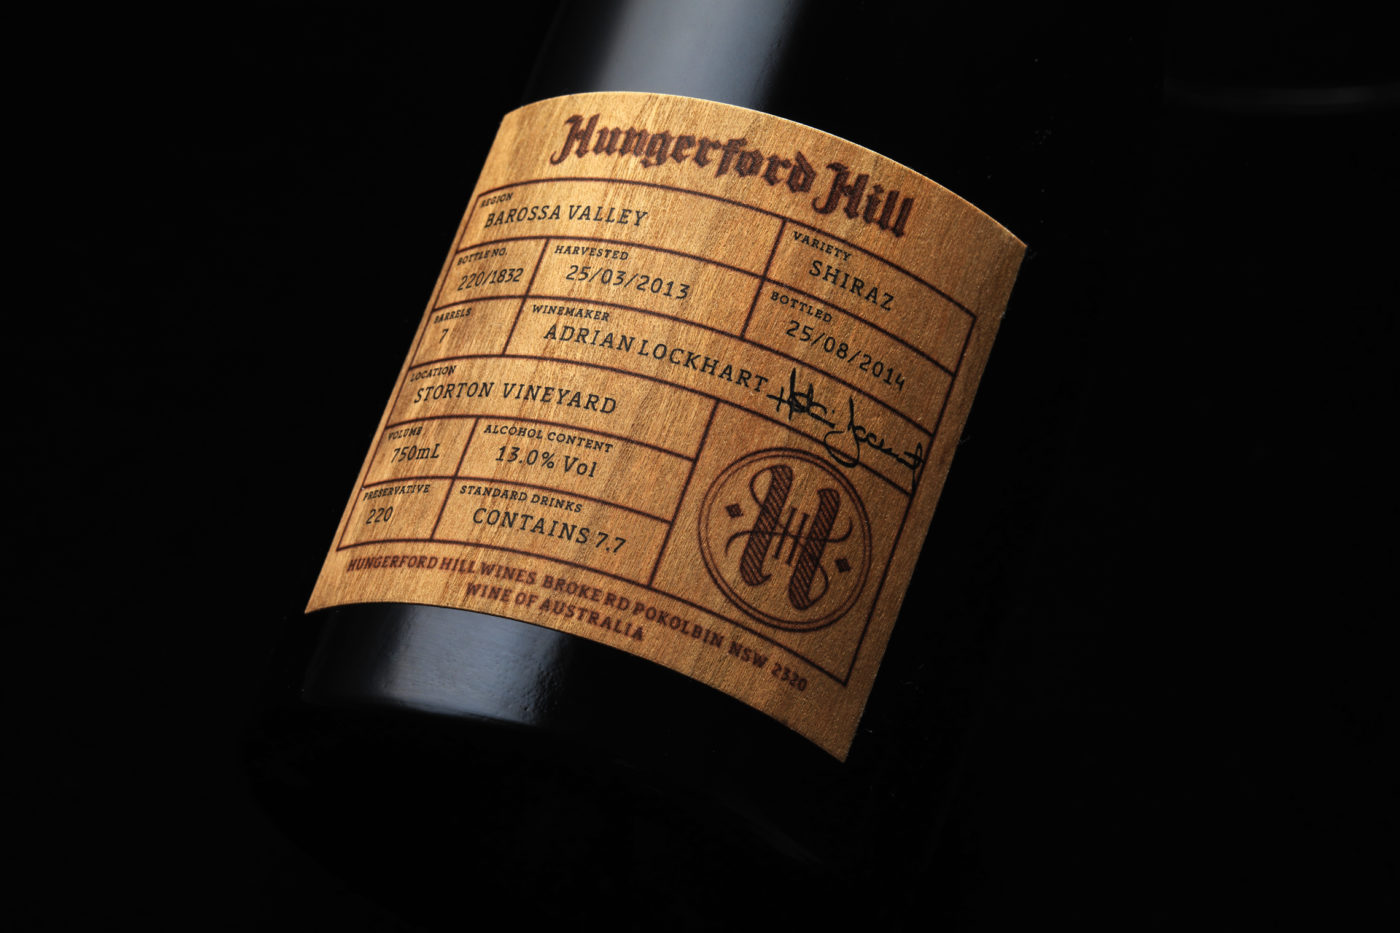 Hungerford Hill
REGION
BAROSSA VALLEY
VARIETY
SHIRAZ
BOTTLE NO.
220/1832
HARVESTED
25/03/2013
BOTTLED
25/08/2014
BARRELS
7
WINEMAKER
ADRIAN LOCKHART
LOCATION
STORTON VINEYARD
VOLUME
750mL
ALCOHOL CONTENT
13.0% Vol
PRESERVATIVE
220
STANDARD DRINKS
CONTAINS 7.7
H
HUNGERFORD HILL WINES BROKE RD POKOLBIN NSW 2320
WINE OF AUSTRALIA